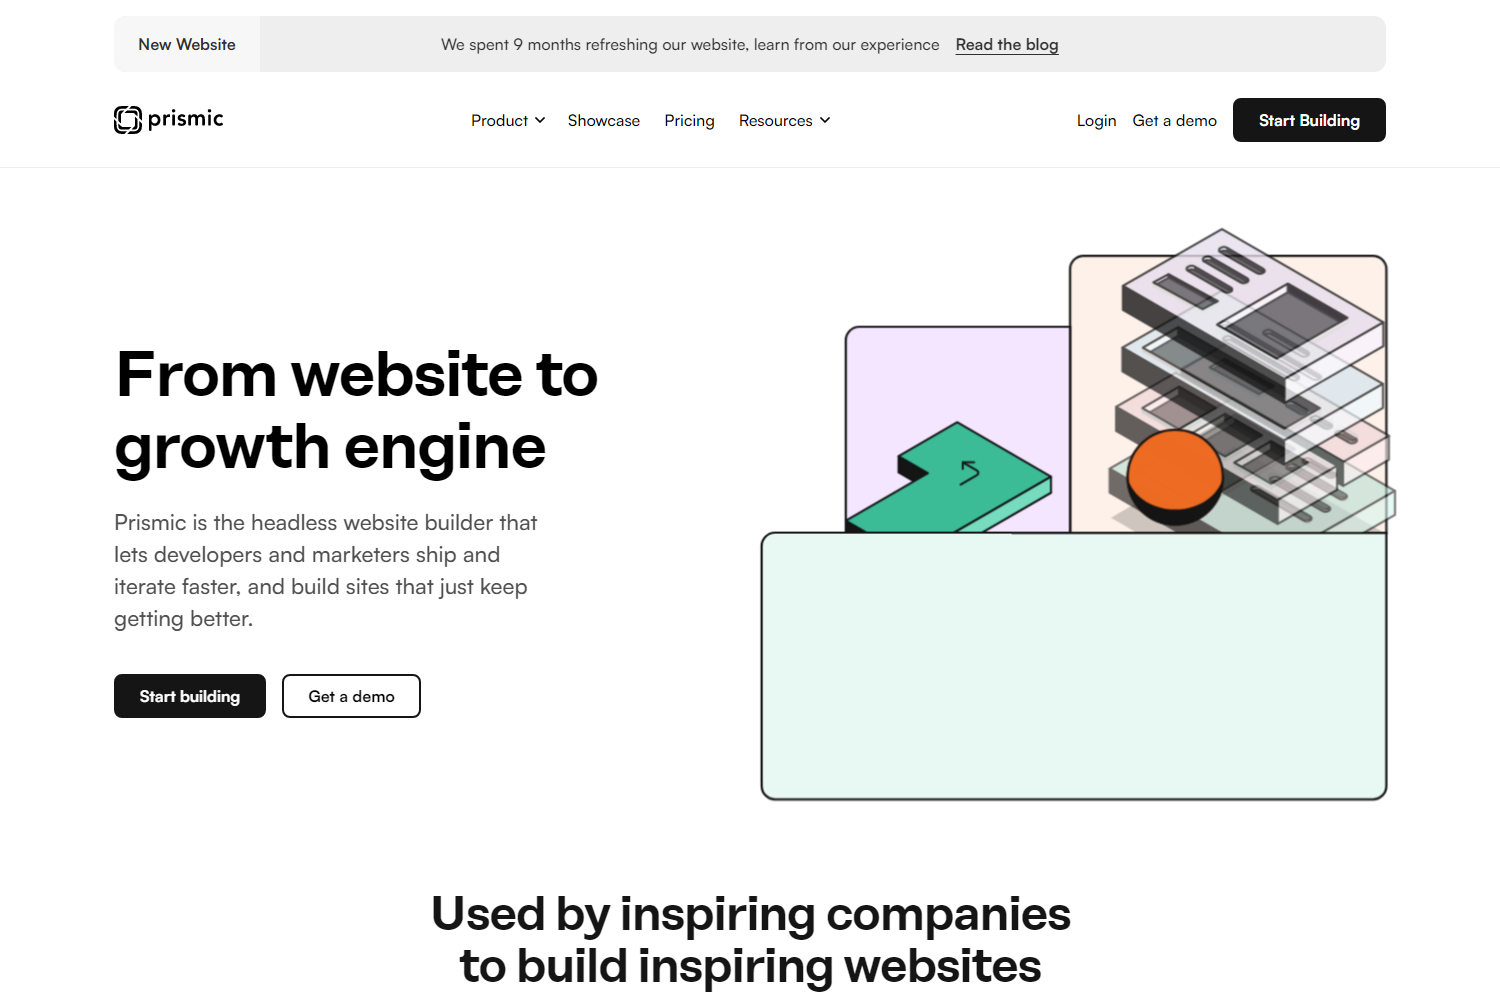 New Website
We spent 9 months refreshing our website, learn from our experience Read the blog
prismic
Product Showcase Pricing Resources
Login Get a demo Start Building
From website to
growth engine
Prismic is the headless website builder that
lets developers and marketers ship and
iterate faster, and build sites that just keep
getting better.
Start building Get a demo
Used by inspiring companies
to build inspiring websites